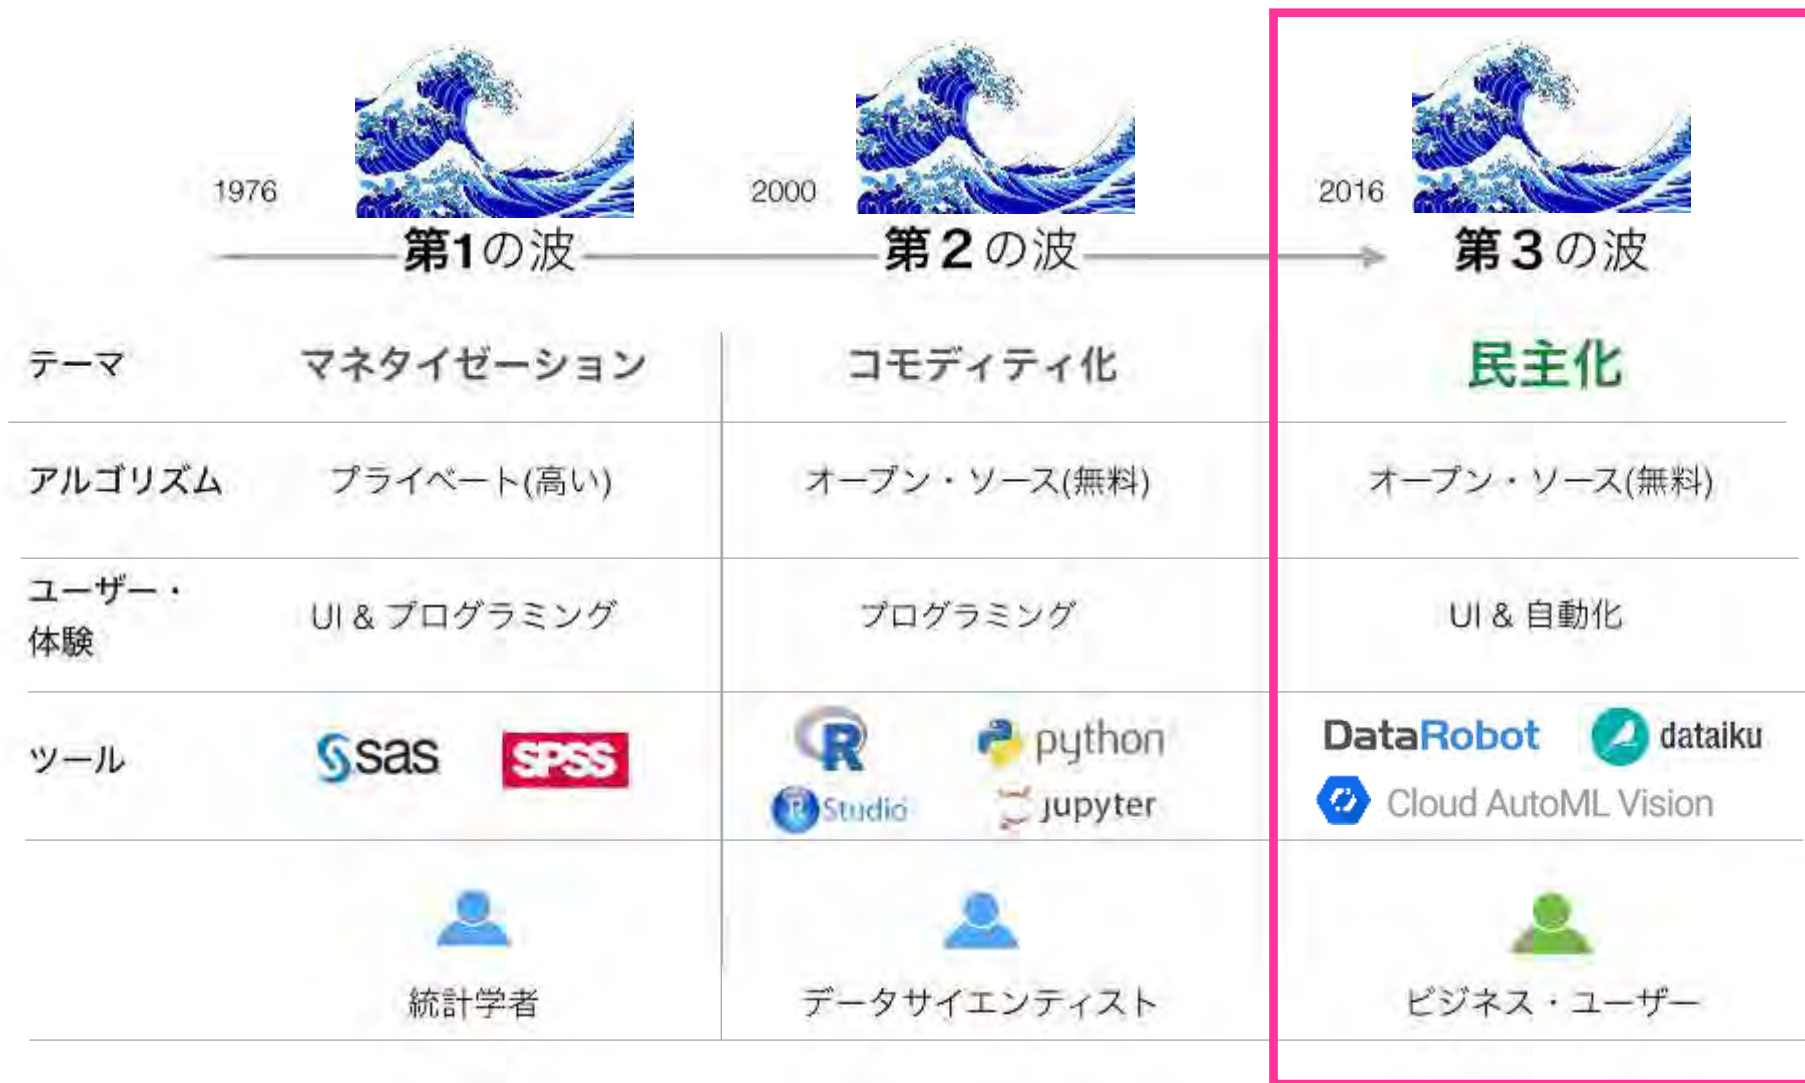 1976
2000
2016
第1の波
第２の波
第３の波
テーマ
マネタイゼーション
コモディティ化
民主化
アルゴリズム
プライベート(高い)
オープン・ソース(無料)
オープン・ソース(無料)
ユーザー・
体験
UI & プログラミング
プログラミング
UI & 自動化
ツール
sas
SPSS
R
python
R Studio
jupyter
DataRobot
dataiku
Cloud AutoML Vision
統計学者
データサイエンティスト
ビジネス・ユーザー